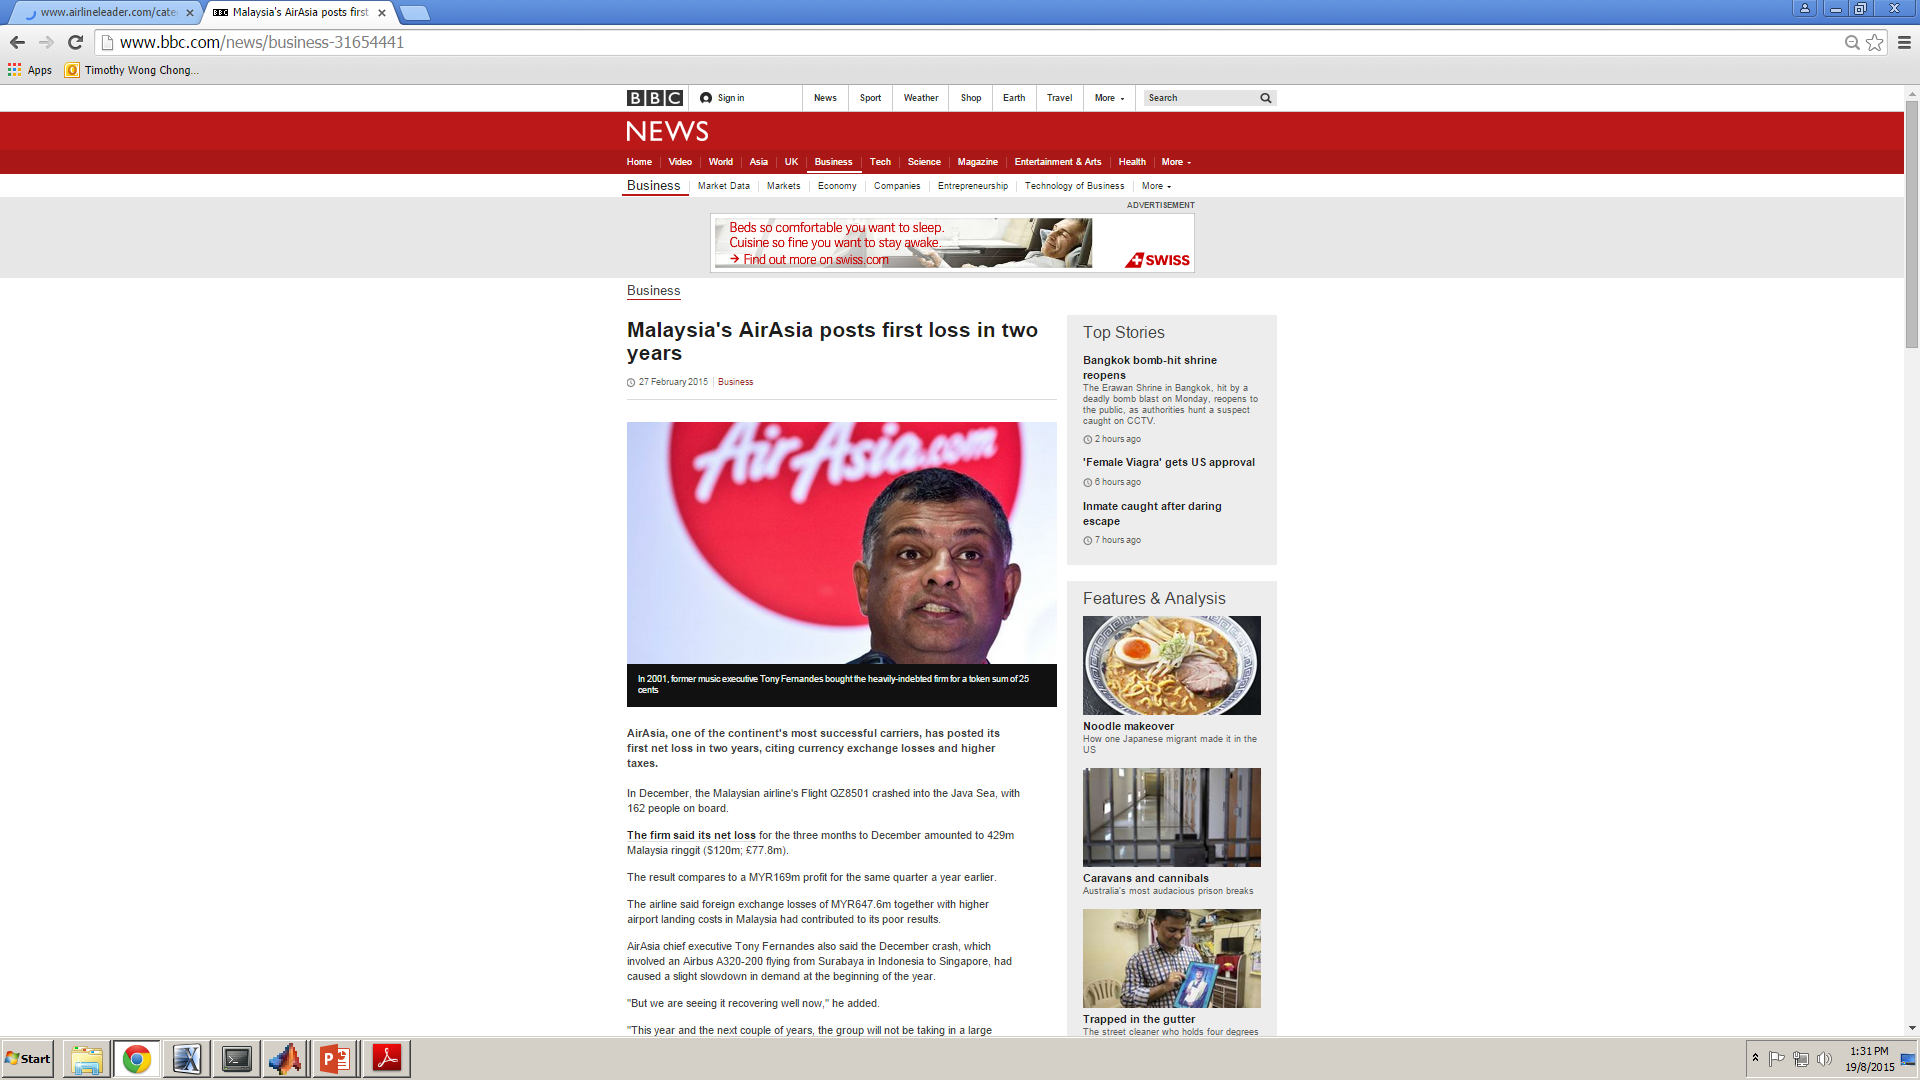 www.airlineleader.com/cate
BBC Malaysia's AirAsia posts first
www.bbc.com/news/business-31654441
Apps
Timothy Wong Chong...
BBC
Sign in
News
Sport
Weather
Shop
Earth
Travel
More
Search
NEWS
Home
Video
World
Asia
UK
Business
Tech
Science
Magazine
Entertainment & Arts
Health
More
Business
Market Data
Markets
Economy
Companies
Entrepreneurship
Technology of Business
More
ADVERTISEMENT
Beds so comfortable you want to sleep.
Cuisine so fine you want to stay awake.
→ Find out more on swiss.com
SWISS
Business
Malaysia's AirAsia posts first loss in two
years
27 February 2015
Business
AirAsia.com
In 2001, former music executive Tony Fernandes bought the heavily-indebted firm for a token sum of 25
cents
AirAsia, one of the continent's most successful carriers, has posted its
first net loss in two years, citing currency exchange losses and higher
taxes.
In December, the Malaysian airline's Flight QZ8501 crashed into the Java Sea, with
162 people on board.
The firm said its net loss for the three months to December amounted to 429m
Malaysia ringgit ($120m; £77.8m).
The result compares to a MYR169m profit for the same quarter a year earlier.
The airline said foreign exchange losses of MYR647.6m together with higher
airport landing costs in Malaysia had contributed to its poor results.
AirAsia chief executive Tony Fernandes also said the December crash, which
involved an Airbus A320-200 flying from Surabaya in Indonesia to Singapore, had
caused a slight slowdown in demand at the beginning of the year.
"But we are seeing it recovering well now," he added.
"This year and the next couple of years, the group will not be taking in a large
Top Stories
Bangkok bomb-hit shrine
reopens
The Erawan Shrine in Bangkok, hit by a
deadly bomb blast on Monday, reopens to
the public, as authorities hunt a suspect
caught on CCTV.
2 hours ago
'Female Viagra' gets US approval
6 hours ago
Inmate caught after daring
escape
7 hours ago
Features & Analysis
Noodle makeover
How one Japanese migrant made it in the
US
Caravans and cannibals
Australia's most audacious prison breaks
Trapped in the gutter
The street cleaner who holds four degrees
Start
1:31 PM
19/8/2015